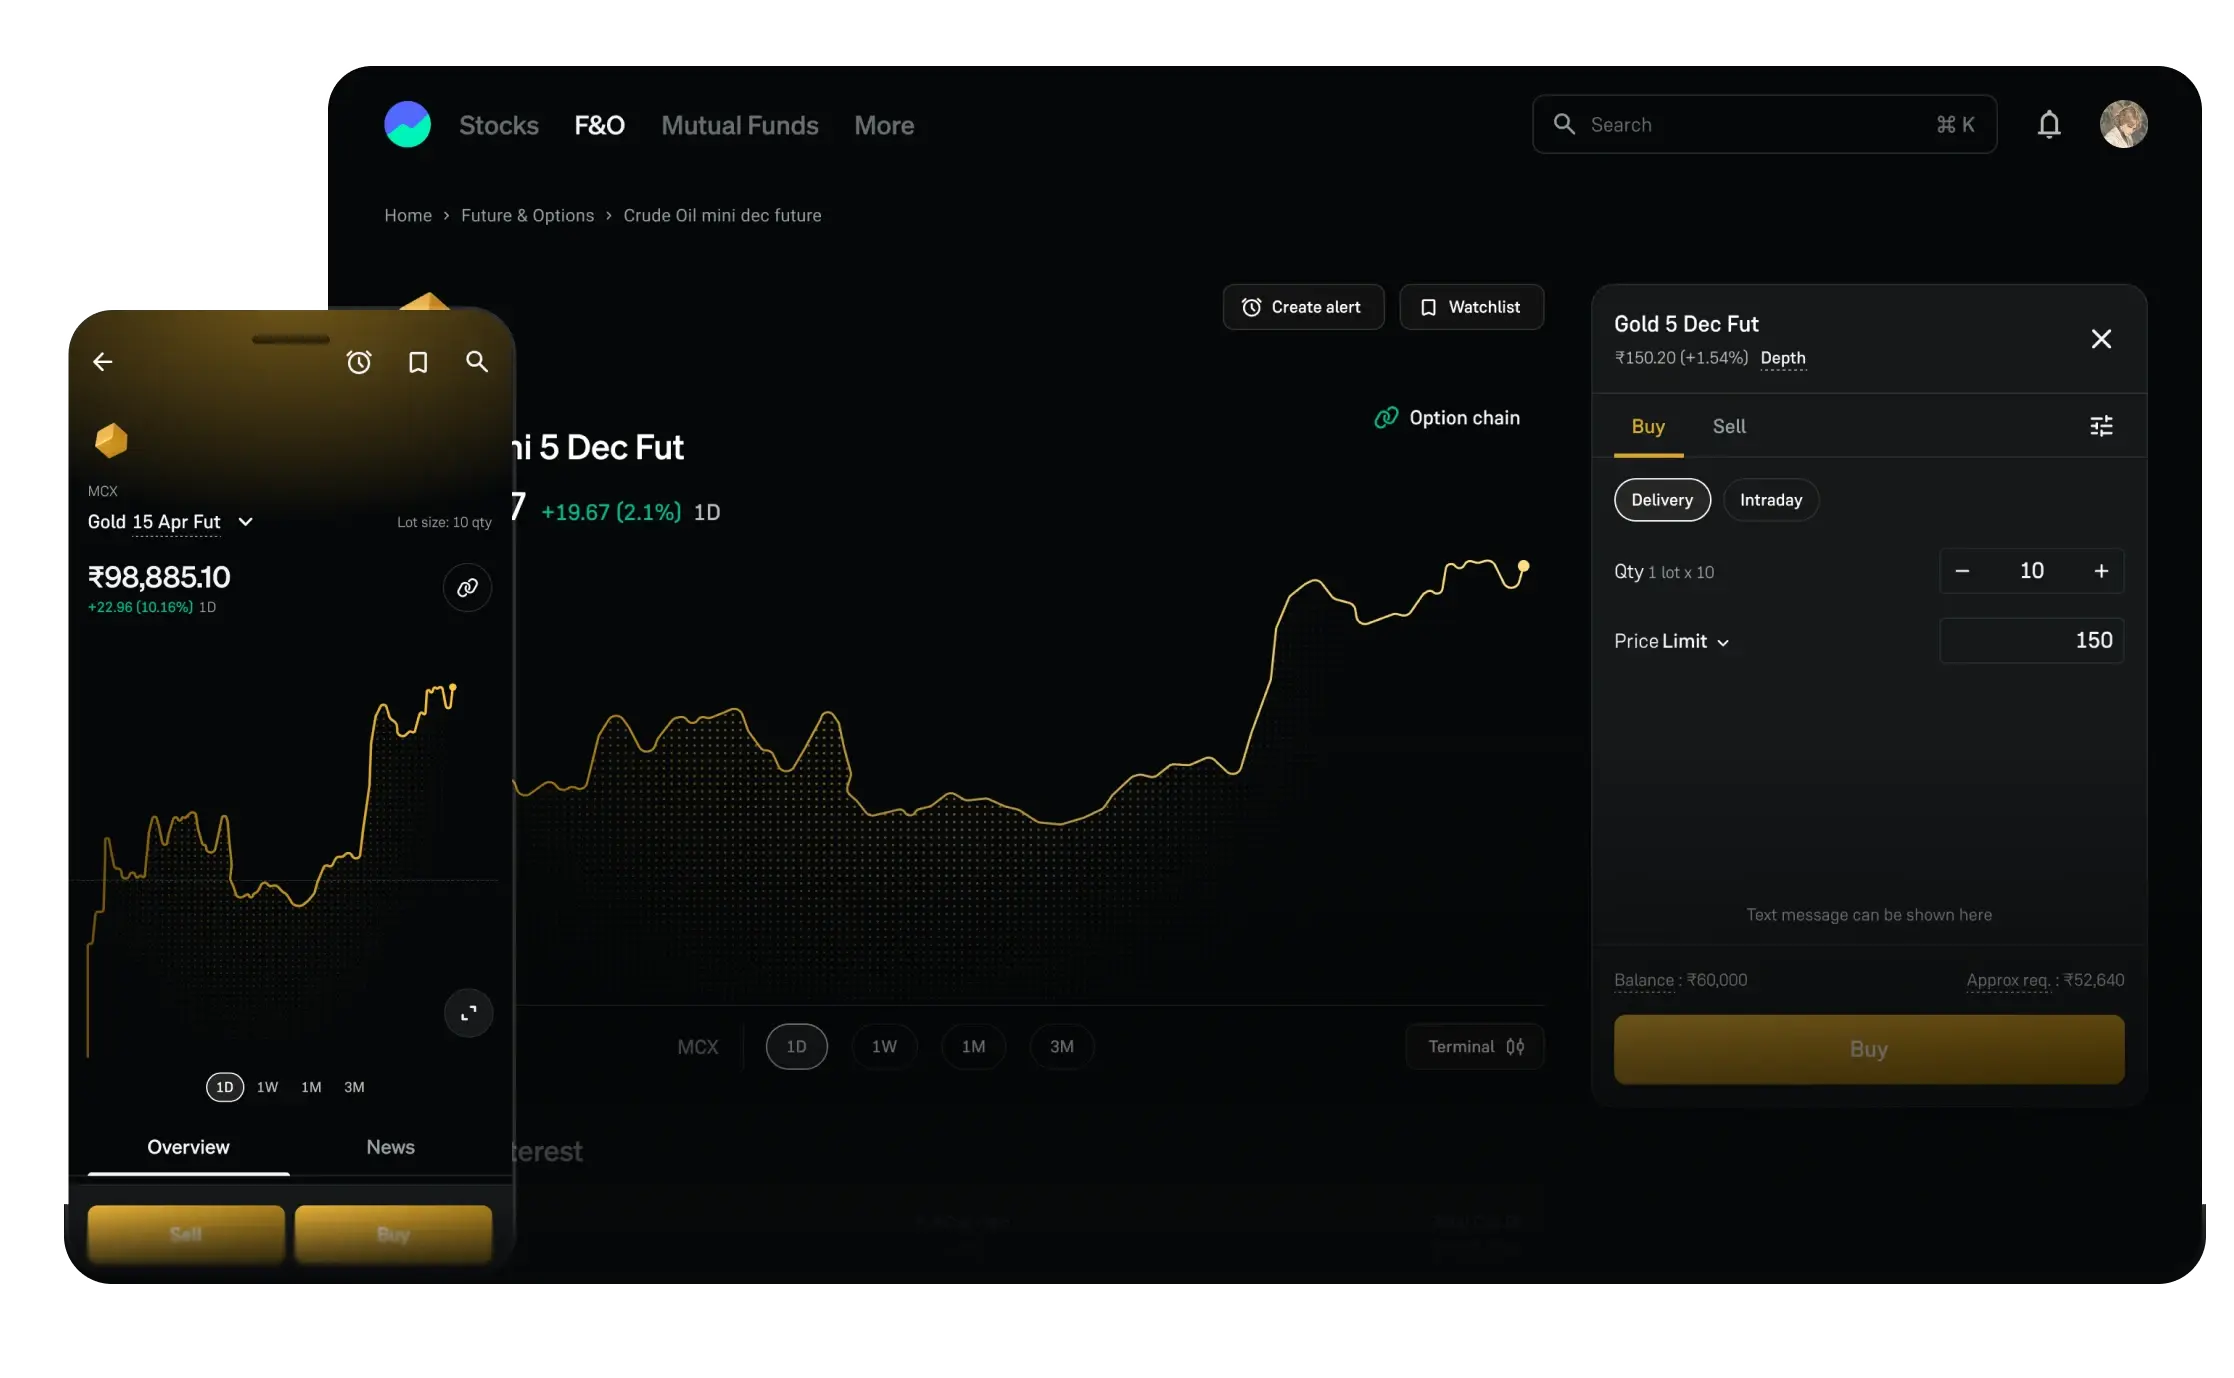 Stocks F&O Mutual Funds More
Search ⌘ K
Home › Future & Options › Crude Oil mini dec future
Create alert Watchlist
Option chain
ni 5 Dec Fut
7 +19.67 (2.1%) 1D
MCX 1D 1W 1M 3M
Terminal
terest
Gold 5 Dec Fut
₹150.20 (+1.54%) Depth
Buy Sell
Delivery Intraday
Qty 1 lot x 10 − 10 +
Price Limit 150
Text message can be shown here
Balance : ₹60,000 Approx req. : ₹52,640
Buy
MCX
Gold 15 Apr Fut Lot size: 10 qty
₹98,885.10
+22.96 (10.16%) 1D
1D 1W 1M 3M
Overview News
Sell Buy